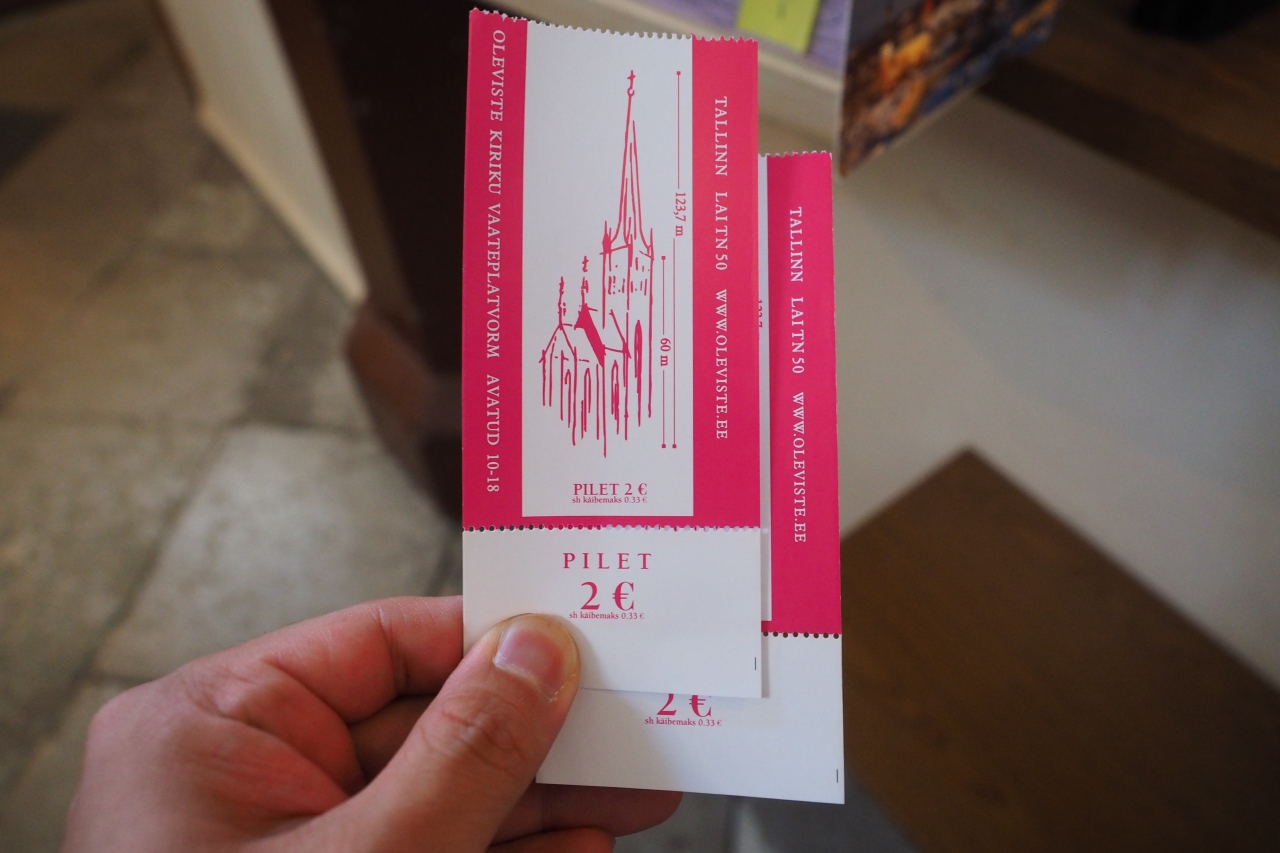 OLEVISTE KIRIKU VAATEPLATVORM AVATUD 10-18
123,7 m
60 m
TALLINN LAI TN 50 WWW.OLEVISTE.EE
PILET 2 €
sh käibemaks 0.33 €
PILET
2 €
sh käibemaks 0.33 €
TALLINN LAI TN 50 WWW.OLEVISTE.EE
2 €
sh käibemaks 0.33 €